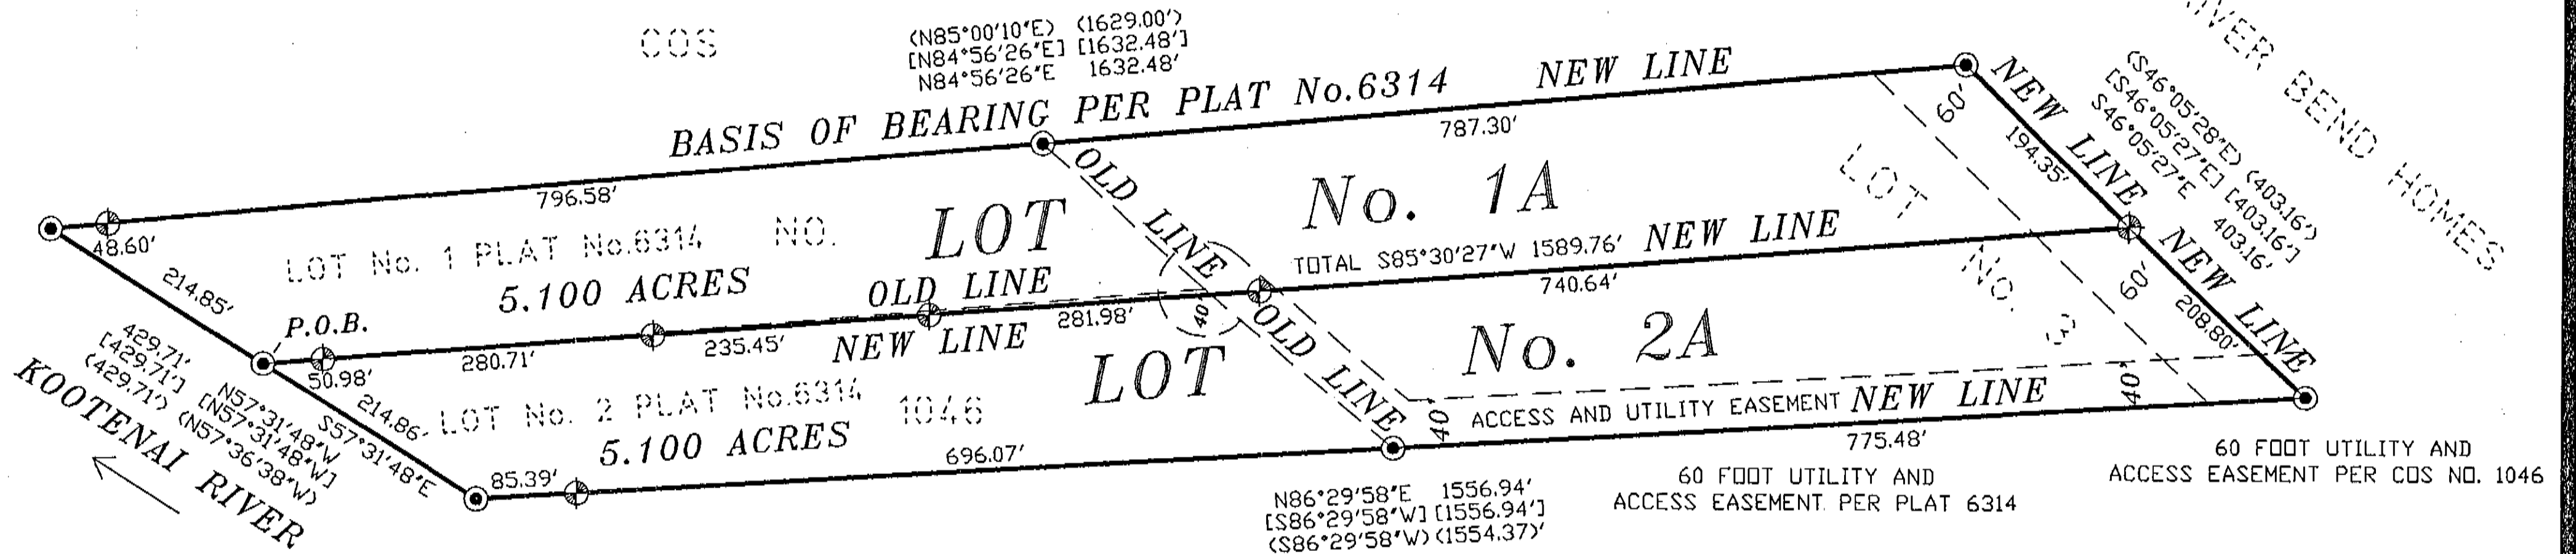 COS
(N85°00'10"E) (1629.00')
[N84°56'26"E] [1632.48']
N84°56'26"E 1632.48'
BASIS OF BEARING PER PLAT No.6314
NEW LINE
787.30'
796.58'
48.60'
214.85'
LOT No. 1 PLAT No.6314
NO.
5.100 ACRES
LOT
No. 1A
OLD LINE
OLD LINE
TOTAL S85°30'27"W 1589.76'
NEW LINE
740.64'
60'
LOT
NO. 3
NEW LINE
194.35'
(S46°05'28"E) (403.16')
[S46°05'27"E] [403.16']
S46°05'27"E 403.16'
RIVER BEND HOMES
P.O.B.
50.98'
280.71'
235.45'
NEW LINE
281.98'
40'
OLD LINE
60'
NEW LINE
208.80'
429.71'
[429.71']
(429.71')
N57°31'48"W
[N57°31'48"W]
(N57°36'38"W)
S57°31'48"E
214.86'
KOOTENAI RIVER
LOT No. 2 PLAT No.6314
1046
5.100 ACRES
LOT
No. 2A
85.39'
696.07'
40'
ACCESS AND UTILITY EASEMENT
NEW LINE
40'
775.48'
N86°29'58"E 1556.94'
[S86°29'58"W] [1556.94']
(S86°29'58"W) (1554.37)'
60 FOOT UTILITY AND
ACCESS EASEMENT PER PLAT 6314
60 FOOT UTILITY AND
ACCESS EASEMENT PER COS NO. 1046